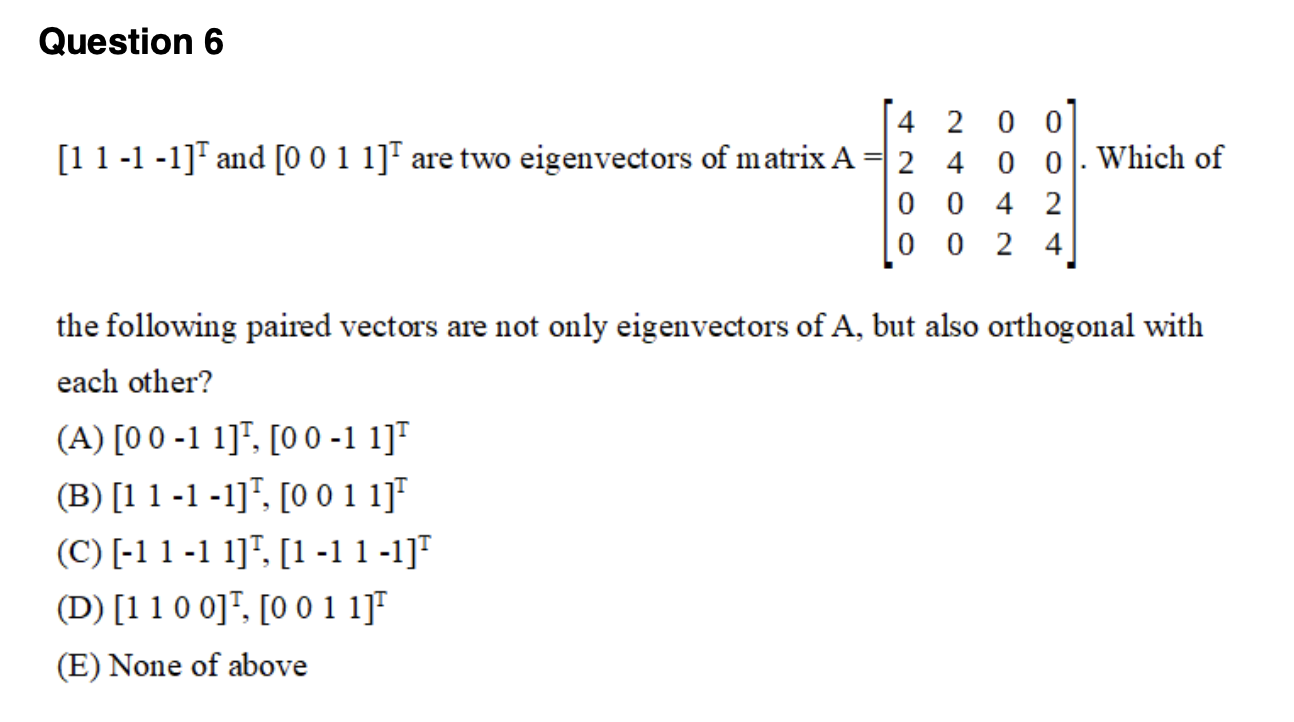 Question 6
[1 1 -1 -1]ᵀ and [0 0 1 1]ᵀ are two eigenvectors of matrix A = [4 2 0 0; 2 4 0 0; 0 0 4 2; 0 0 2 4]. Which of
the following paired vectors are not only eigenvectors of A, but also orthogonal with
each other?
(A) [0 0 -1 1]ᵀ, [0 0 -1 1]ᵀ
(B) [1 1 -1 -1]ᵀ, [0 0 1 1]ᵀ
(C) [-1 1 -1 1]ᵀ, [1 -1 1 -1]ᵀ
(D) [1 1 0 0]ᵀ, [0 0 1 1]ᵀ
(E) None of above